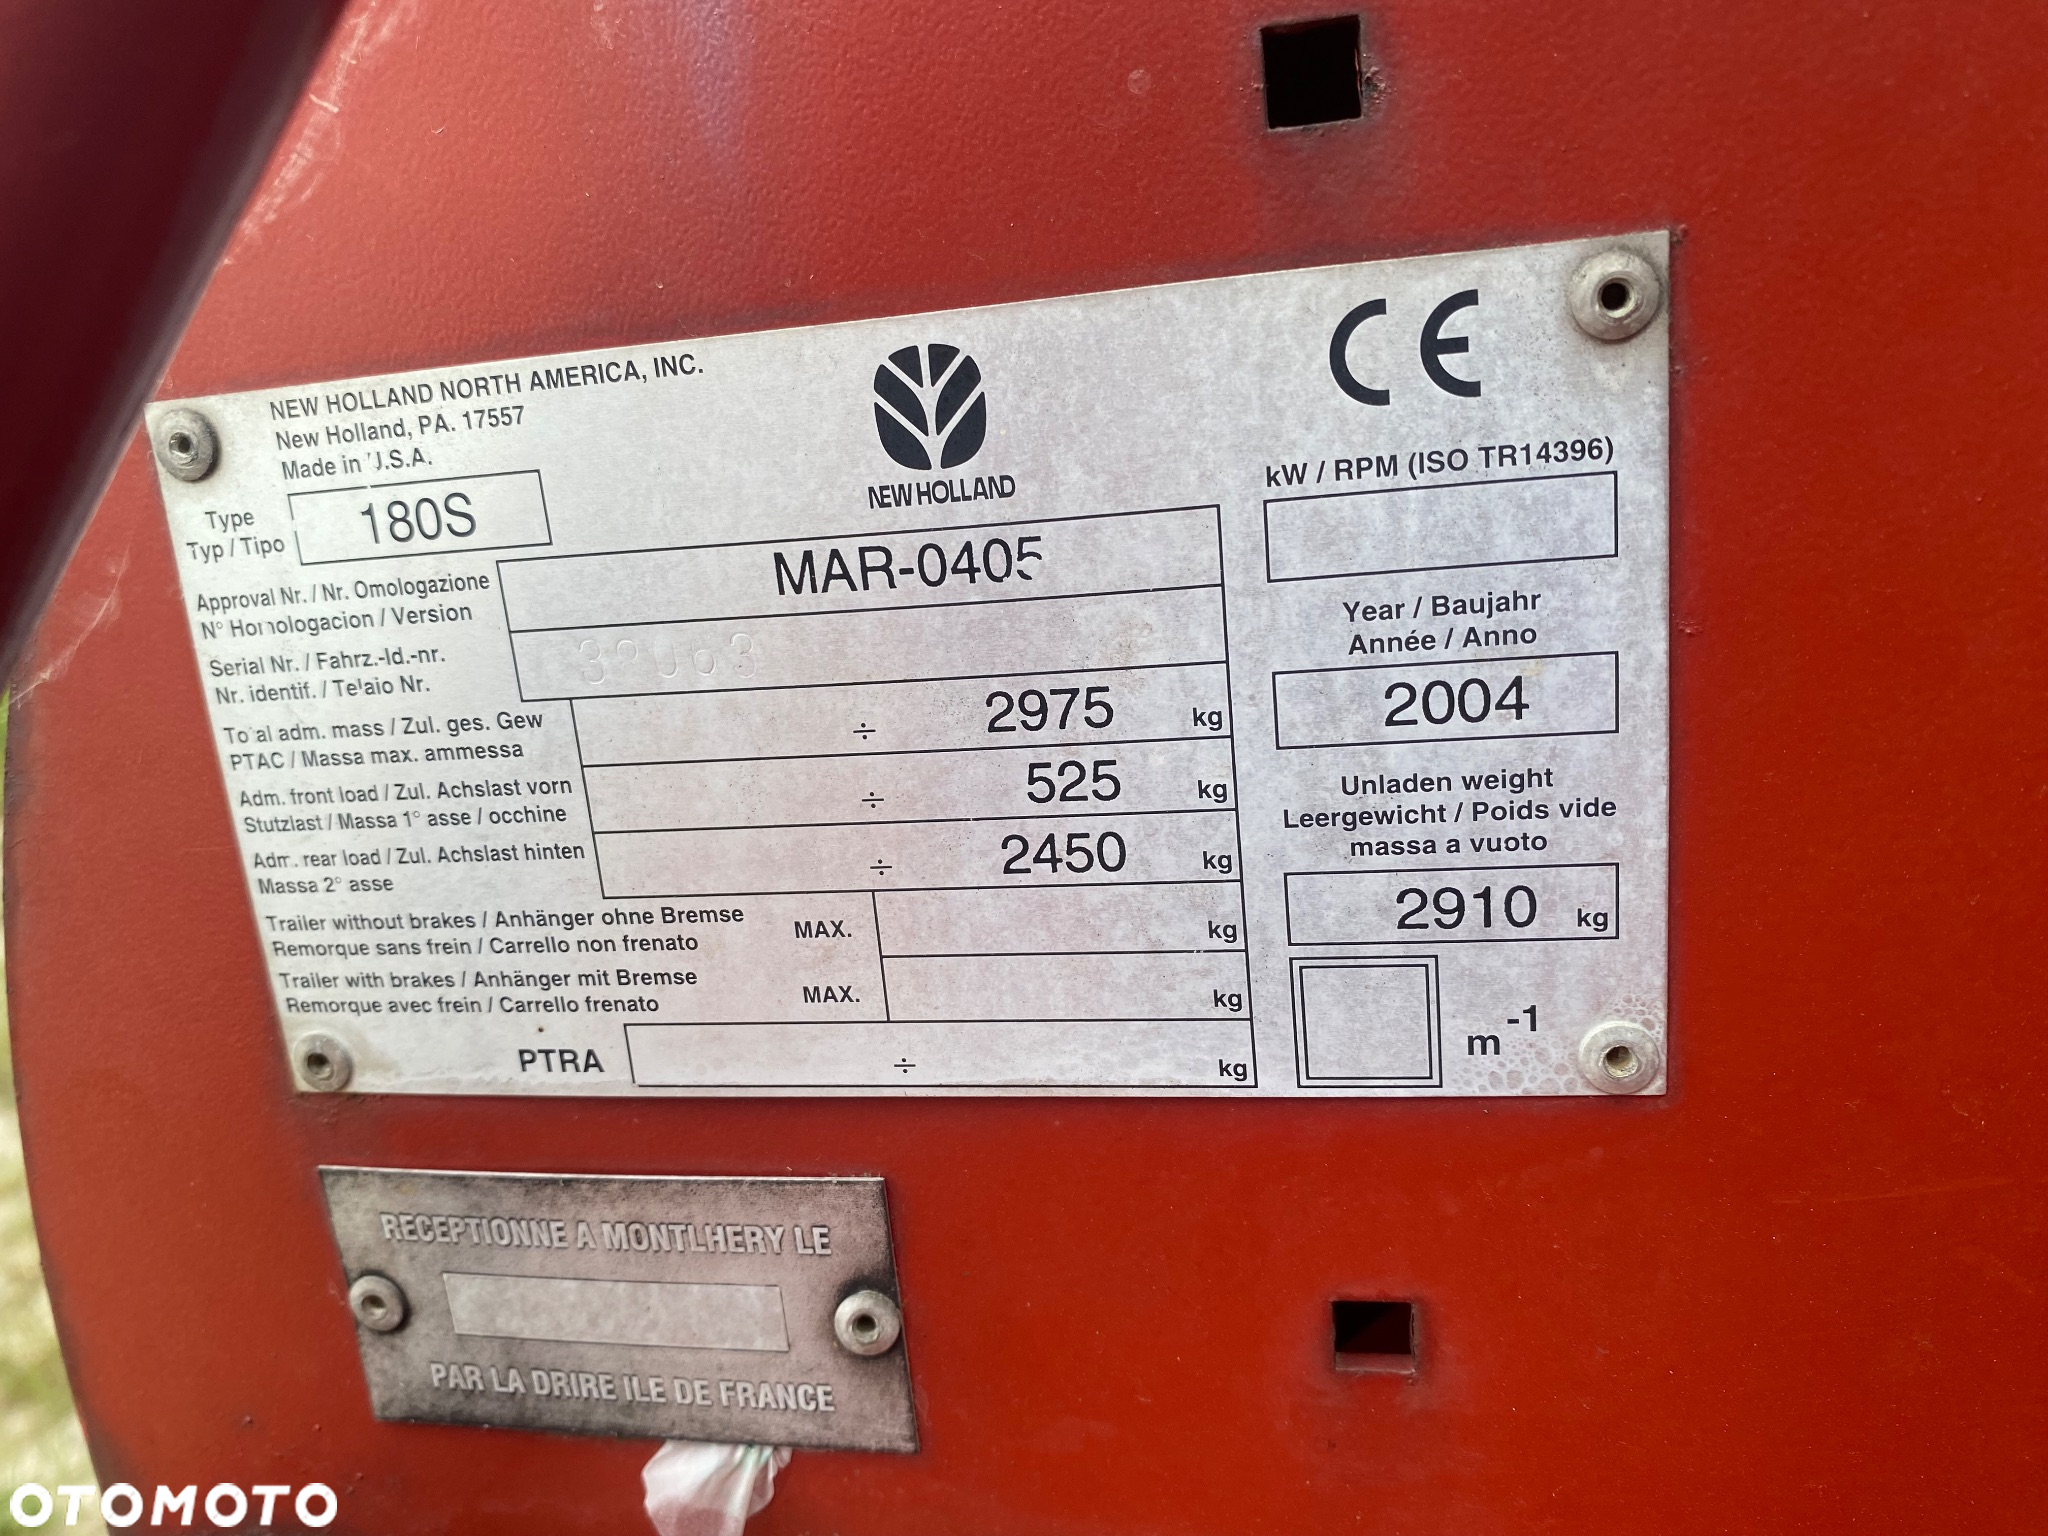 NEW HOLLAND NORTH AMERICA, INC.
New Holland, PA. 17557
Made in U.S.A.
Type
Typ / Tipo
180S
NEW HOLLAND
CE
kW / RPM (ISO TR14396)
Approval Nr. / Nr. Omologazione
N° Homologacion / Version
MAR-0405
Serial Nr. / Fahrz.-Id.-nr.
Nr. identif. / Telaio Nr.
Total adm. mass / Zul. ges. Gew
PTAC / Massa max. ammessa
÷ 2975 kg
Adm. front load / Zul. Achslast vorn
Stutzlast / Massa 1° asse / occhine
÷ 525 kg
Adm. rear load / Zul. Achslast hinten
Massa 2° asse
÷ 2450 kg
Trailer without brakes / Anhänger ohne Bremse
Remorque sans frein / Carrello non frenato
MAX. kg
Trailer with brakes / Anhänger mit Bremse
Remorque avec frein / Carrello frenato
MAX. kg
PTRA ÷ kg
Year / Baujahr
Année / Anno
2004
Unladen weight
Leergewicht / Poids vide
massa a vuoto
2910 kg
m-1
RECEPTIONNE A MONTLHERY LE
PAR LA DRIRE ILE DE FRANCE
OTOMOTO